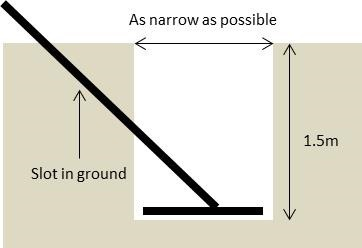 As narrow as possible
1.5m
Slot in ground